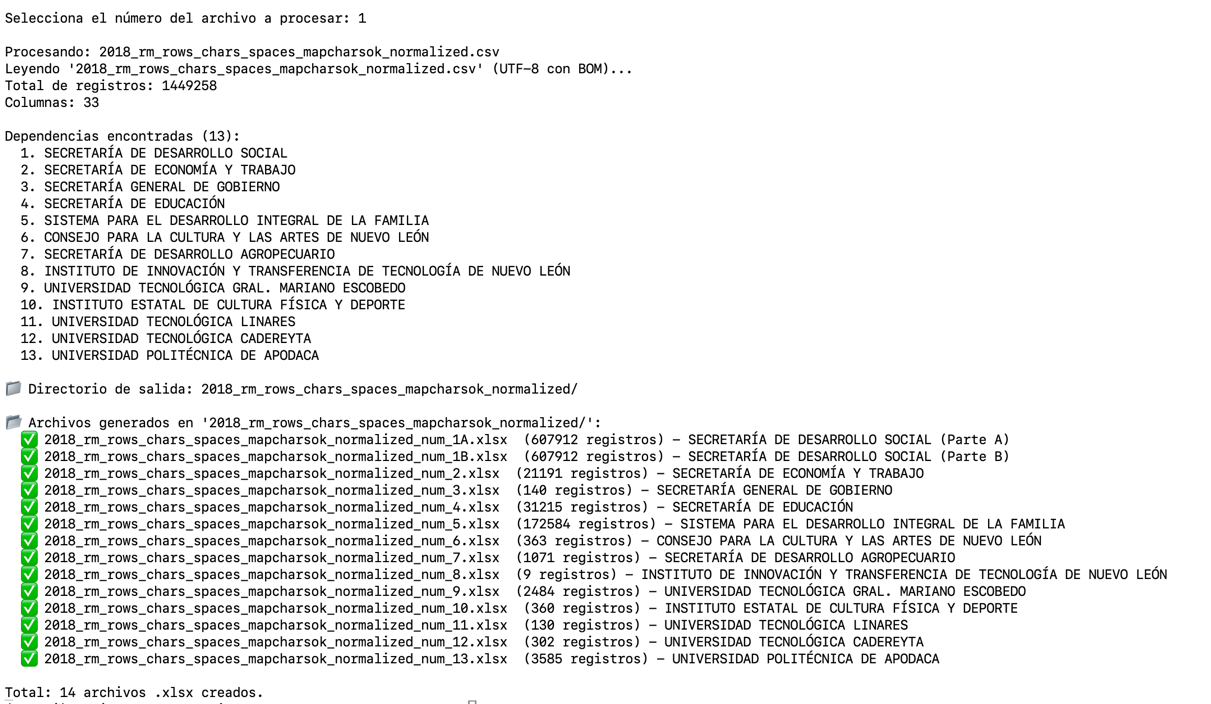 Selecciona el número del archivo a procesar: 1
Procesando: 2018_rm_rows_chars_spaces_mapcharsok_normalized.csv
Leyendo '2018_rm_rows_chars_spaces_mapcharsok_normalized.csv' (UTF-8 con BOM)...
Total de registros: 1449258
Columnas: 33
Dependencias encontradas (13):
1. SECRETARÍA DE DESARROLLO SOCIAL
2. SECRETARÍA DE ECONOMÍA Y TRABAJO
3. SECRETARÍA GENERAL DE GOBIERNO
4. SECRETARÍA DE EDUCACIÓN
5. SISTEMA PARA EL DESARROLLO INTEGRAL DE LA FAMILIA
6. CONSEJO PARA LA CULTURA Y LAS ARTES DE NUEVO LEÓN
7. SECRETARÍA DE DESARROLLO AGROPECUARIO
8. INSTITUTO DE INNOVACIÓN Y TRANSFERENCIA DE TECNOLOGÍA DE NUEVO LEÓN
9. UNIVERSIDAD TECNOLÓGICA GRAL. MARIANO ESCOBEDO
10. INSTITUTO ESTATAL DE CULTURA FÍSICA Y DEPORTE
11. UNIVERSIDAD TECNOLÓGICA LINARES
12. UNIVERSIDAD TECNOLÓGICA CADEREYTA
13. UNIVERSIDAD POLITÉCNICA DE APODACA
Directorio de salida: 2018_rm_rows_chars_spaces_mapcharsok_normalized/
Archivos generados en '2018_rm_rows_chars_spaces_mapcharsok_normalized/':
2018_rm_rows_chars_spaces_mapcharsok_normalized_num_1A.xlsx (607912 registros) – SECRETARÍA DE DESARROLLO SOCIAL (Parte A)
2018_rm_rows_chars_spaces_mapcharsok_normalized_num_1B.xlsx (607912 registros) – SECRETARÍA DE DESARROLLO SOCIAL (Parte B)
2018_rm_rows_chars_spaces_mapcharsok_normalized_num_2.xlsx (21191 registros) – SECRETARÍA DE ECONOMÍA Y TRABAJO
2018_rm_rows_chars_spaces_mapcharsok_normalized_num_3.xlsx (140 registros) – SECRETARÍA GENERAL DE GOBIERNO
2018_rm_rows_chars_spaces_mapcharsok_normalized_num_4.xlsx (31215 registros) – SECRETARÍA DE EDUCACIÓN
2018_rm_rows_chars_spaces_mapcharsok_normalized_num_5.xlsx (172584 registros) – SISTEMA PARA EL DESARROLLO INTEGRAL DE LA FAMILIA
2018_rm_rows_chars_spaces_mapcharsok_normalized_num_6.xlsx (363 registros) – CONSEJO PARA LA CULTURA Y LAS ARTES DE NUEVO LEÓN
2018_rm_rows_chars_spaces_mapcharsok_normalized_num_7.xlsx (1071 registros) – SECRETARÍA DE DESARROLLO AGROPECUARIO
2018_rm_rows_chars_spaces_mapcharsok_normalized_num_8.xlsx (9 registros) – INSTITUTO DE INNOVACIÓN Y TRANSFERENCIA DE TECNOLOGÍA DE NUEVO LEÓN
2018_rm_rows_chars_spaces_mapcharsok_normalized_num_9.xlsx (2484 registros) – UNIVERSIDAD TECNOLÓGICA GRAL. MARIANO ESCOBEDO
2018_rm_rows_chars_spaces_mapcharsok_normalized_num_10.xlsx (360 registros) – INSTITUTO ESTATAL DE CULTURA FÍSICA Y DEPORTE
2018_rm_rows_chars_spaces_mapcharsok_normalized_num_11.xlsx (130 registros) – UNIVERSIDAD TECNOLÓGICA LINARES
2018_rm_rows_chars_spaces_mapcharsok_normalized_num_12.xlsx (302 registros) – UNIVERSIDAD TECNOLÓGICA CADEREYTA
2018_rm_rows_chars_spaces_mapcharsok_normalized_num_13.xlsx (3585 registros) – UNIVERSIDAD POLITÉCNICA DE APODACA
Total: 14 archivos .xlsx creados.